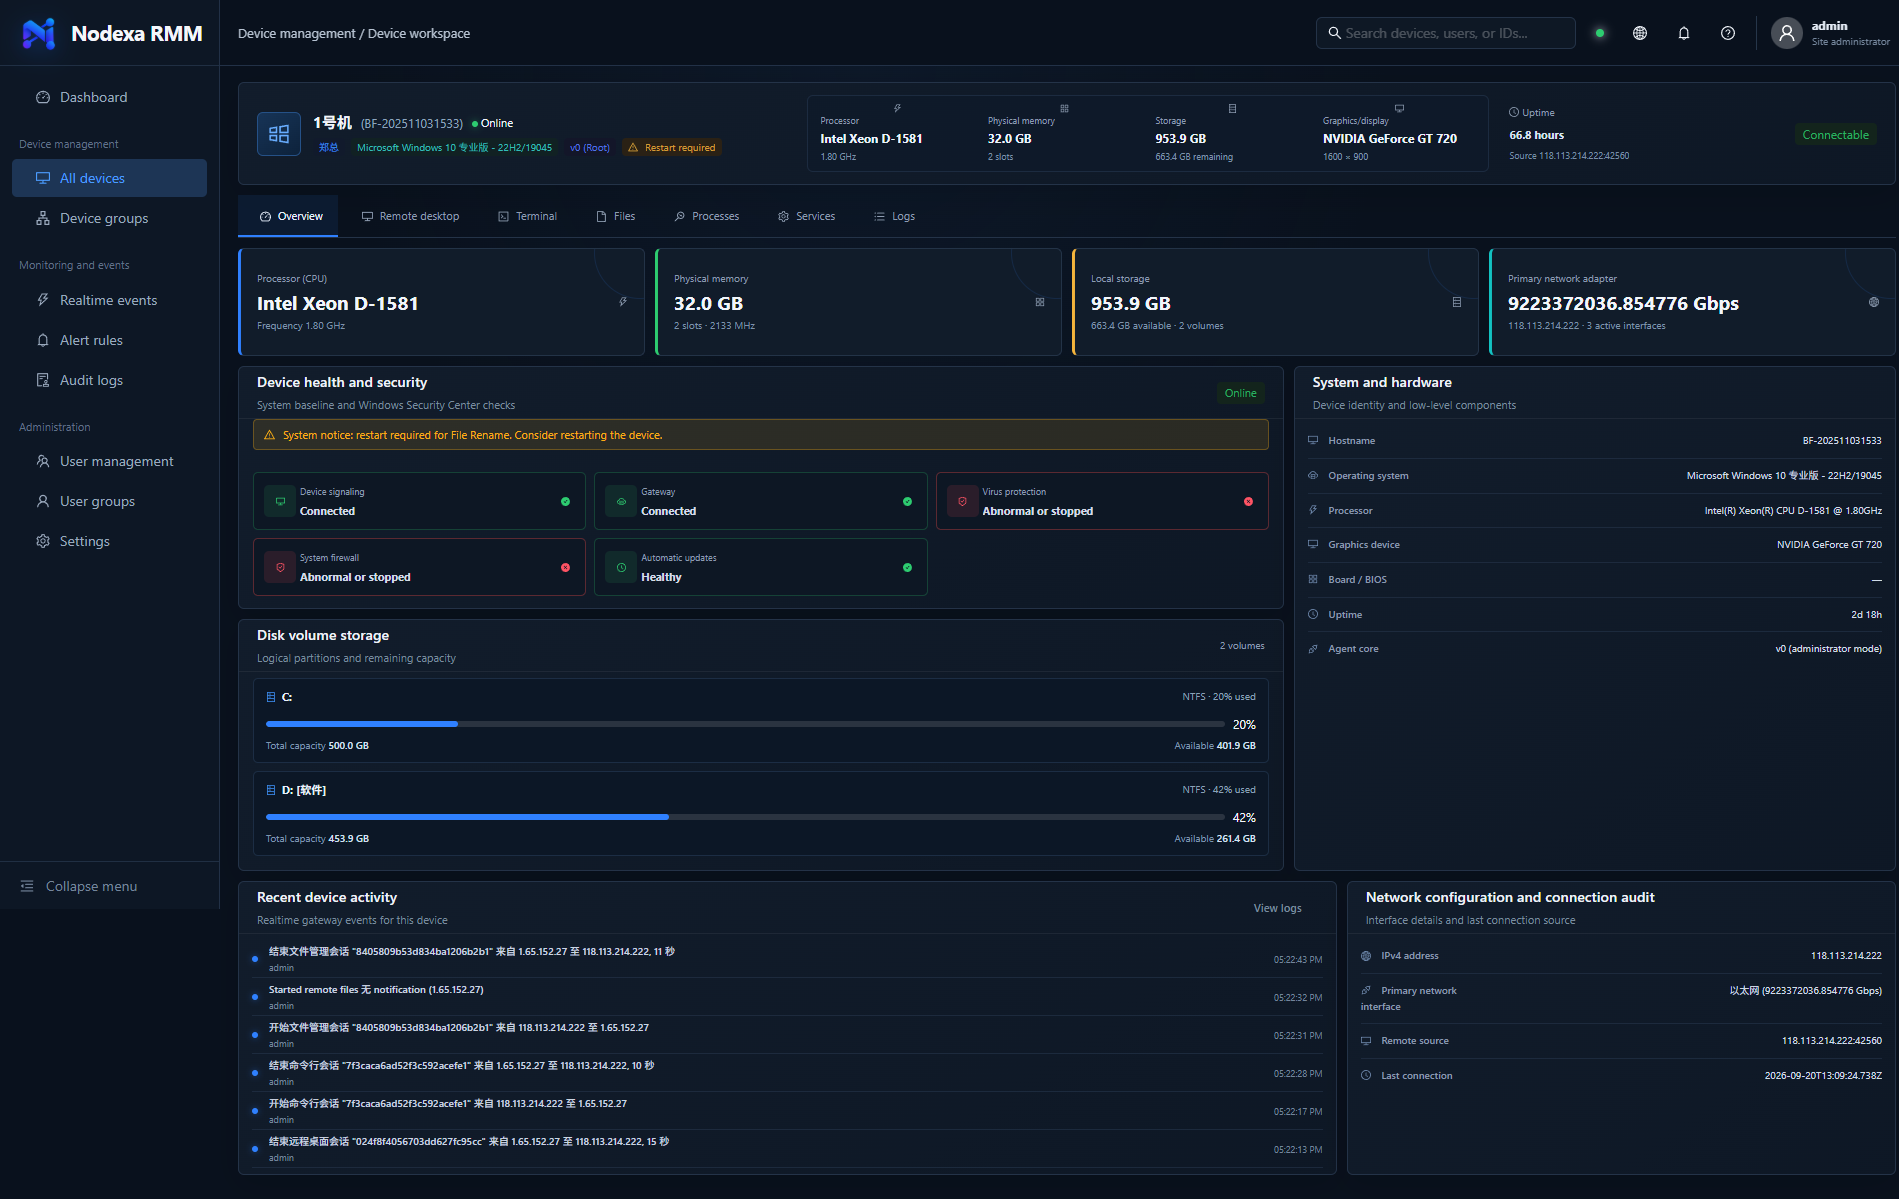 Nodexa RMM
Device management / Device workspace
Search devices, users, or IDs...
admin
Site administrator
Dashboard
Device management
All devices
Device groups
Monitoring and events
Realtime events
Alert rules
Audit logs
Administration
User management
User groups
Settings
Collapse menu
1号机 (BF-202511031533) Online
郑总 Microsoft Windows 10 专业版 - 22H2/19045 v0 (Root) Restart required
Processor
Intel Xeon D-1581
1.80 GHz
Physical memory
32.0 GB
2 slots
Storage
953.9 GB
663.4 GB remaining
Graphics/display
NVIDIA GeForce GT 720
1600 × 900
Uptime
66.8 hours
Source 118.113.214.222:42560
Connectable
Overview
Remote desktop
Terminal
Files
Processes
Services
Logs
Processor (CPU)
Intel Xeon D-1581
Frequency 1.80 GHz
Physical memory
32.0 GB
2 slots · 2133 MHz
Local storage
953.9 GB
663.4 GB available · 2 volumes
Primary network adapter
9223372036.854776 Gbps
118.113.214.222 · 3 active interfaces
Device health and security
System baseline and Windows Security Center checks
Online
System notice: restart required for File Rename. Consider restarting the device.
Device signaling
Connected
Gateway
Connected
Virus protection
Abnormal or stopped
System firewall
Abnormal or stopped
Automatic updates
Healthy
System and hardware
Device identity and low-level components
Hostname BF-202511031533
Operating system Microsoft Windows 10 专业版 - 22H2/19045
Processor Intel(R) Xeon(R) CPU D-1581 @ 1.80GHz
Graphics device NVIDIA GeForce GT 720
Board / BIOS —
Uptime 2d 18h
Agent core v0 (administrator mode)
Disk volume storage
Logical partitions and remaining capacity
2 volumes
C: NTFS · 20% used
20%
Total capacity 500.0 GB Available 401.9 GB
D: [软件] NTFS · 42% used
42%
Total capacity 453.9 GB Available 261.4 GB
Recent device activity
Realtime gateway events for this device
View logs
结束文件管理会话 "8405809b53d834ba1206b2b1" 来自 1.65.152.27 至 118.113.214.222, 11 秒
admin
05:22:43 PM
Started remote files 无 notification (1.65.152.27)
admin
05:22:32 PM
开始文件管理会话 "8405809b53d834ba1206b2b1" 来自 118.113.214.222 至 1.65.152.27
admin
05:22:31 PM
结束命令行会话 "7f3caca6ad52f3c592acefe1" 来自 1.65.152.27 至 118.113.214.222, 10 秒
admin
05:22:28 PM
开始命令行会话 "7f3caca6ad52f3c592acefe1" 来自 118.113.214.222 至 1.65.152.27
admin
05:22:17 PM
结束远程桌面会话 "024f8f4056703dd627fc95cc" 来自 1.65.152.27 至 118.113.214.222, 15 秒
admin
05:22:13 PM
Network configuration and connection audit
Interface details and last connection source
IPv4 address 118.113.214.222
Primary network interface 以太网 (9223372036.854776 Gbps)
Remote source 118.113.214.222:42560
Last connection 2026-09-20T13:09:24.738Z